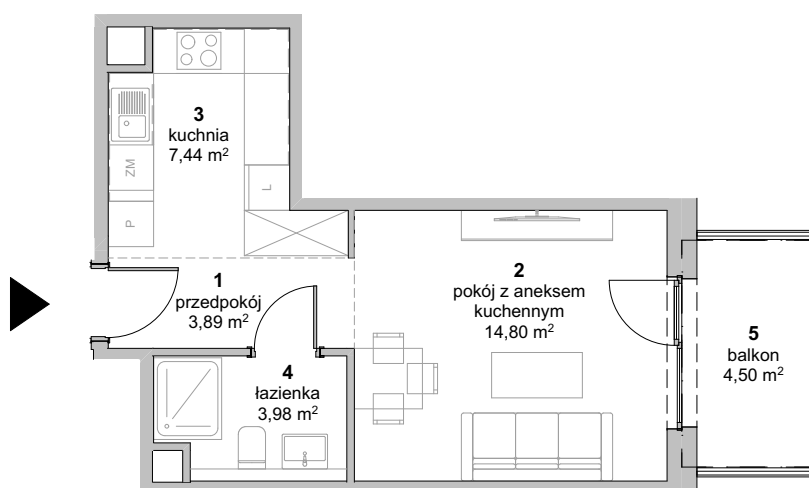 3
kuchnia
7,44 m²
ZM
L
P
1
przedpokój
3,89 m²
2
pokój z aneksem
kuchennym
14,80 m²
4
łazienka
3,98 m²
5
balkon
4,50 m²